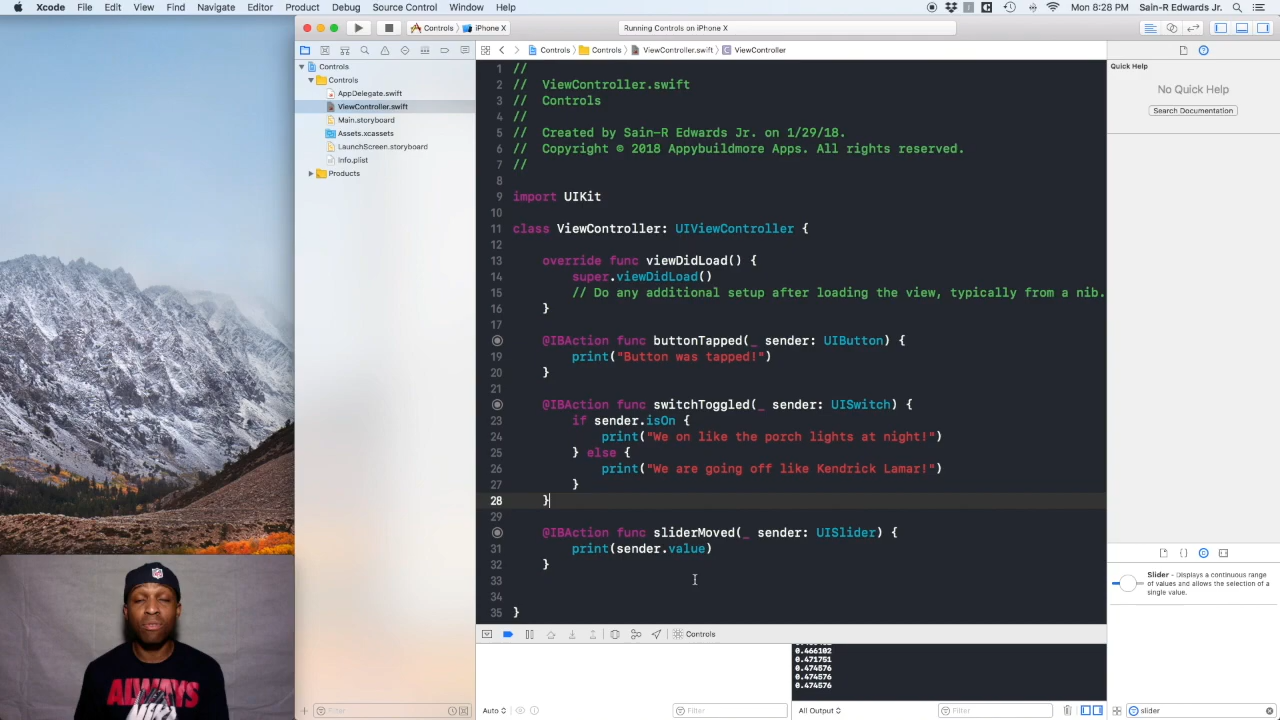 Xcode File Edit View Find Navigate Editor Product Debug Source Control Window Help Mon 8:28 PM Sain-R Edwards Jr.
Controls iPhone X Running Controls on iPhone X
Controls Controls ViewController.swift ViewController
Controls
Controls
AppDelegate.swift
ViewController.swift
Main.storyboard
Assets.xcassets
LaunchScreen.storyboard
Info.plist
Products
1 //
2 // ViewController.swift
3 // Controls
4 //
5 // Created by Sain-R Edwards Jr. on 1/29/18.
6 // Copyright © 2018 Appybuildmore Apps. All rights reserved.
7 //
8
9 import UIKit
10
11 class ViewController: UIViewController {
12
13 override func viewDidLoad() {
14 super.viewDidLoad()
15 // Do any additional setup after loading the view, typically from a nib.
16 }
17
@IBAction func buttonTapped(_ sender: UIButton) {
19 print("Button was tapped!")
20 }
21
@IBAction func switchToggled(_ sender: UISwitch) {
23 if sender.isOn {
24 print("We on like the porch lights at night!")
25 } else {
26 print("We are going off like Kendrick Lamar!")
27 }
28 }
29
@IBAction func sliderMoved(_ sender: UISlider) {
31 print(sender.value)
32 }
33
34
35 }
Quick Help
No Quick Help
Search Documentation
Slider - Displays a continuous range
of values and allows the selection of a
single value.
Controls
0.466102
0.471751
0.474576
0.474576
0.474576
Filter
Auto
Filter
All Output
Filter
slider
ALWAYS